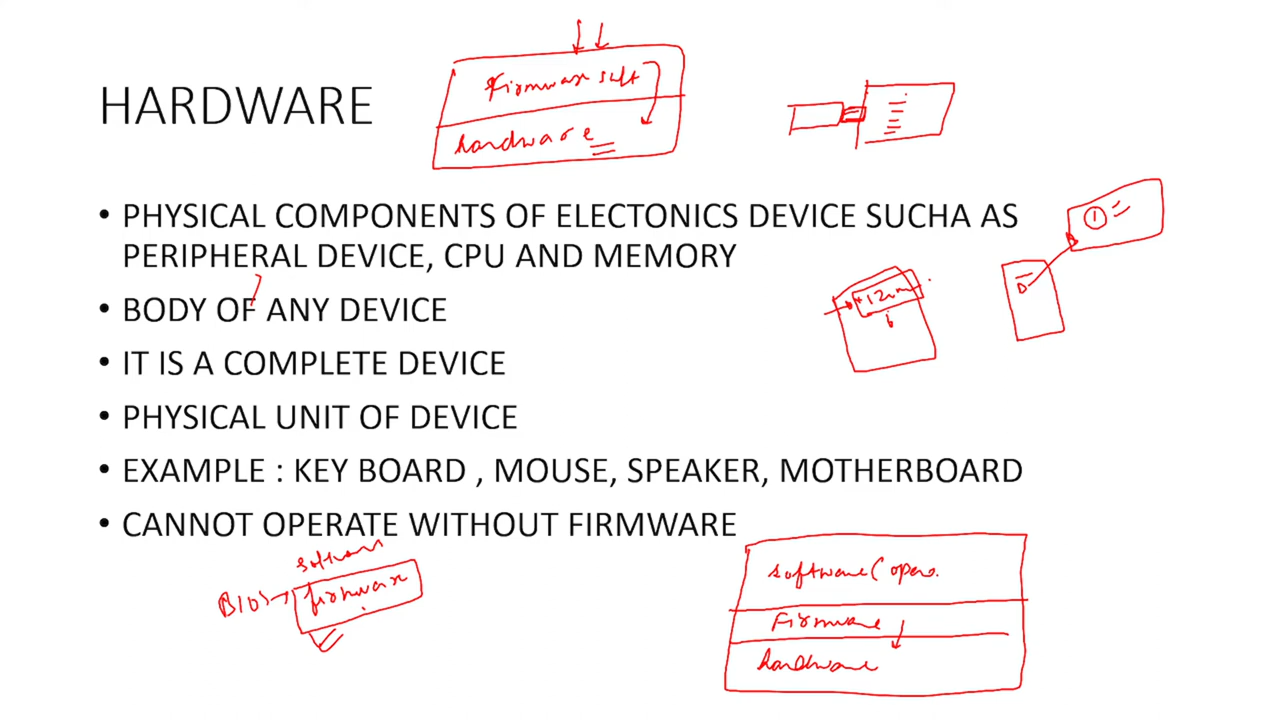 Firmware soft
HARDWARE
hardware
• PHYSICAL COMPONENTS OF ELECTONICS DEVICE SUCHA AS
PERIPHERAL DEVICE, CPU AND MEMORY
1
• BODY OF ANY DEVICE
• IT IS A COMPLETE DEVICE
• PHYSICAL UNIT OF DEVICE
• EXAMPLE : KEY BOARD , MOUSE, SPEAKER, MOTHERBOARD
• CANNOT OPERATE WITHOUT FIRMWARE
software
BIOS → firmware
software (opera.
Firmware
hardware